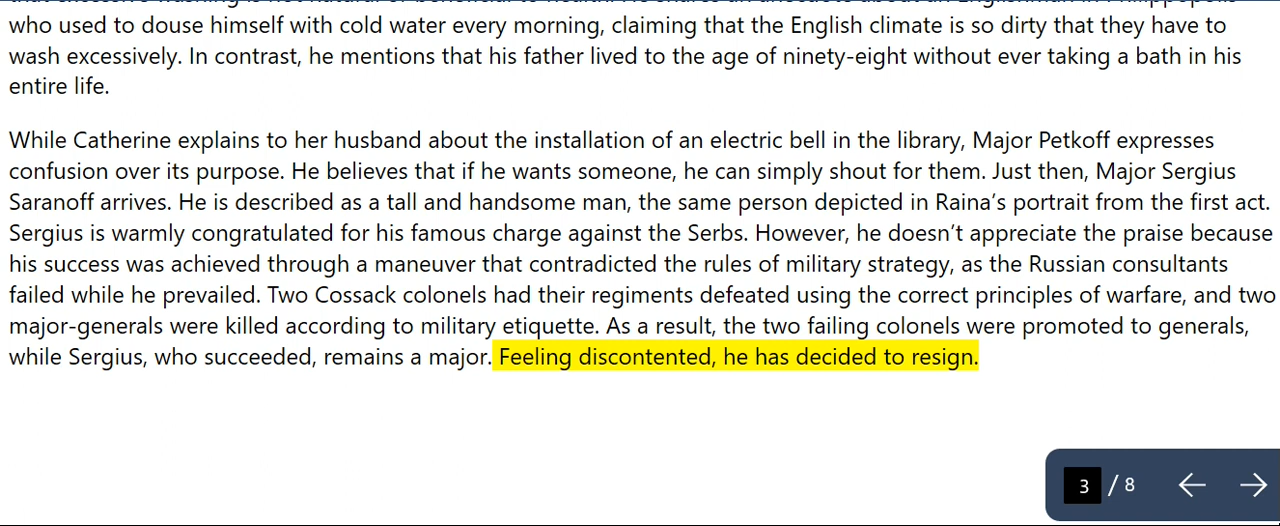 who used to douse himself with cold water every morning, claiming that the English climate is so dirty that they have to
wash excessively. In contrast, he mentions that his father lived to the age of ninety-eight without ever taking a bath in his
entire life.
While Catherine explains to her husband about the installation of an electric bell in the library, Major Petkoff expresses
confusion over its purpose. He believes that if he wants someone, he can simply shout for them. Just then, Major Sergius
Saranoff arrives. He is described as a tall and handsome man, the same person depicted in Raina’s portrait from the first act.
Sergius is warmly congratulated for his famous charge against the Serbs. However, he doesn’t appreciate the praise because
his success was achieved through a maneuver that contradicted the rules of military strategy, as the Russian consultants
failed while he prevailed. Two Cossack colonels had their regiments defeated using the correct principles of warfare, and two
major-generals were killed according to military etiquette. As a result, the two failing colonels were promoted to generals,
while Sergius, who succeeded, remains a major. Feeling discontented, he has decided to resign.
3 / 8